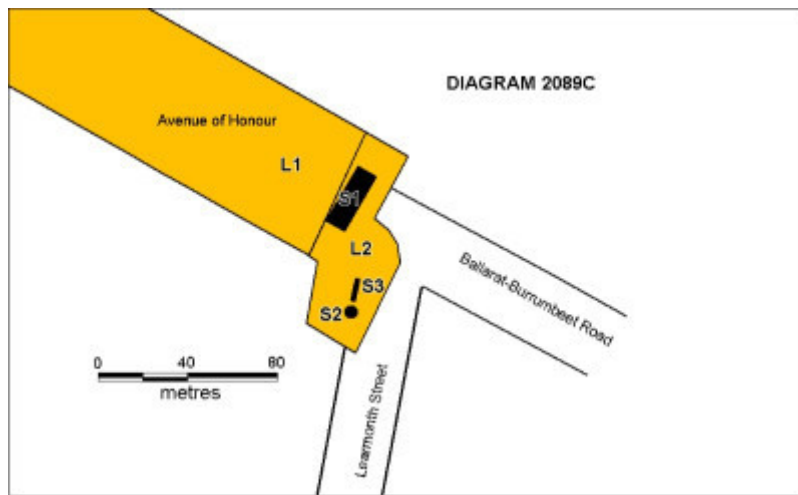 DIAGRAM 2089C
Avenue of Honour
L1
S1
L2
Ballarat-Burrumbeet Road
S3
S2
0 40 80
metres
Learmonth Street